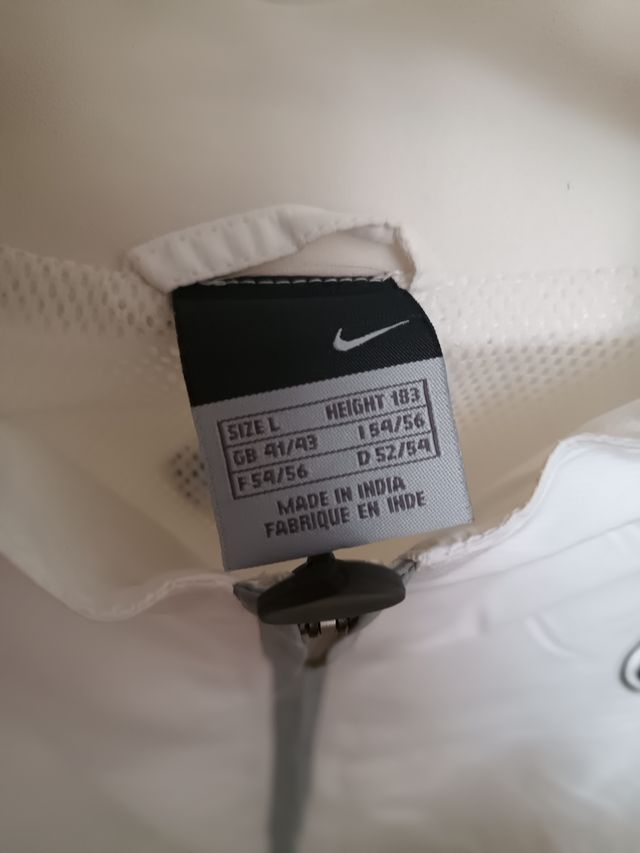 SIZE L HEIGHT 183
GB 41/43 I 54/56
F 54/56 D 52/54
MADE IN INDIA
FABRIQUE EN INDE